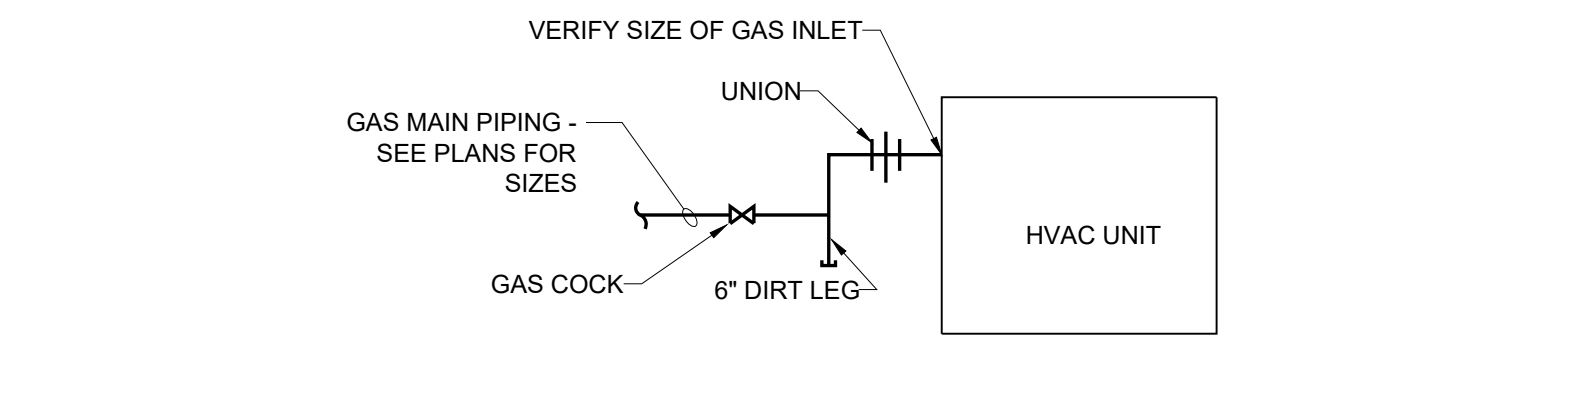 VERIFY SIZE OF GAS INLET
UNION
GAS MAIN PIPING -
SEE PLANS FOR
SIZES
HVAC UNIT
GAS COCK
6" DIRT LEG